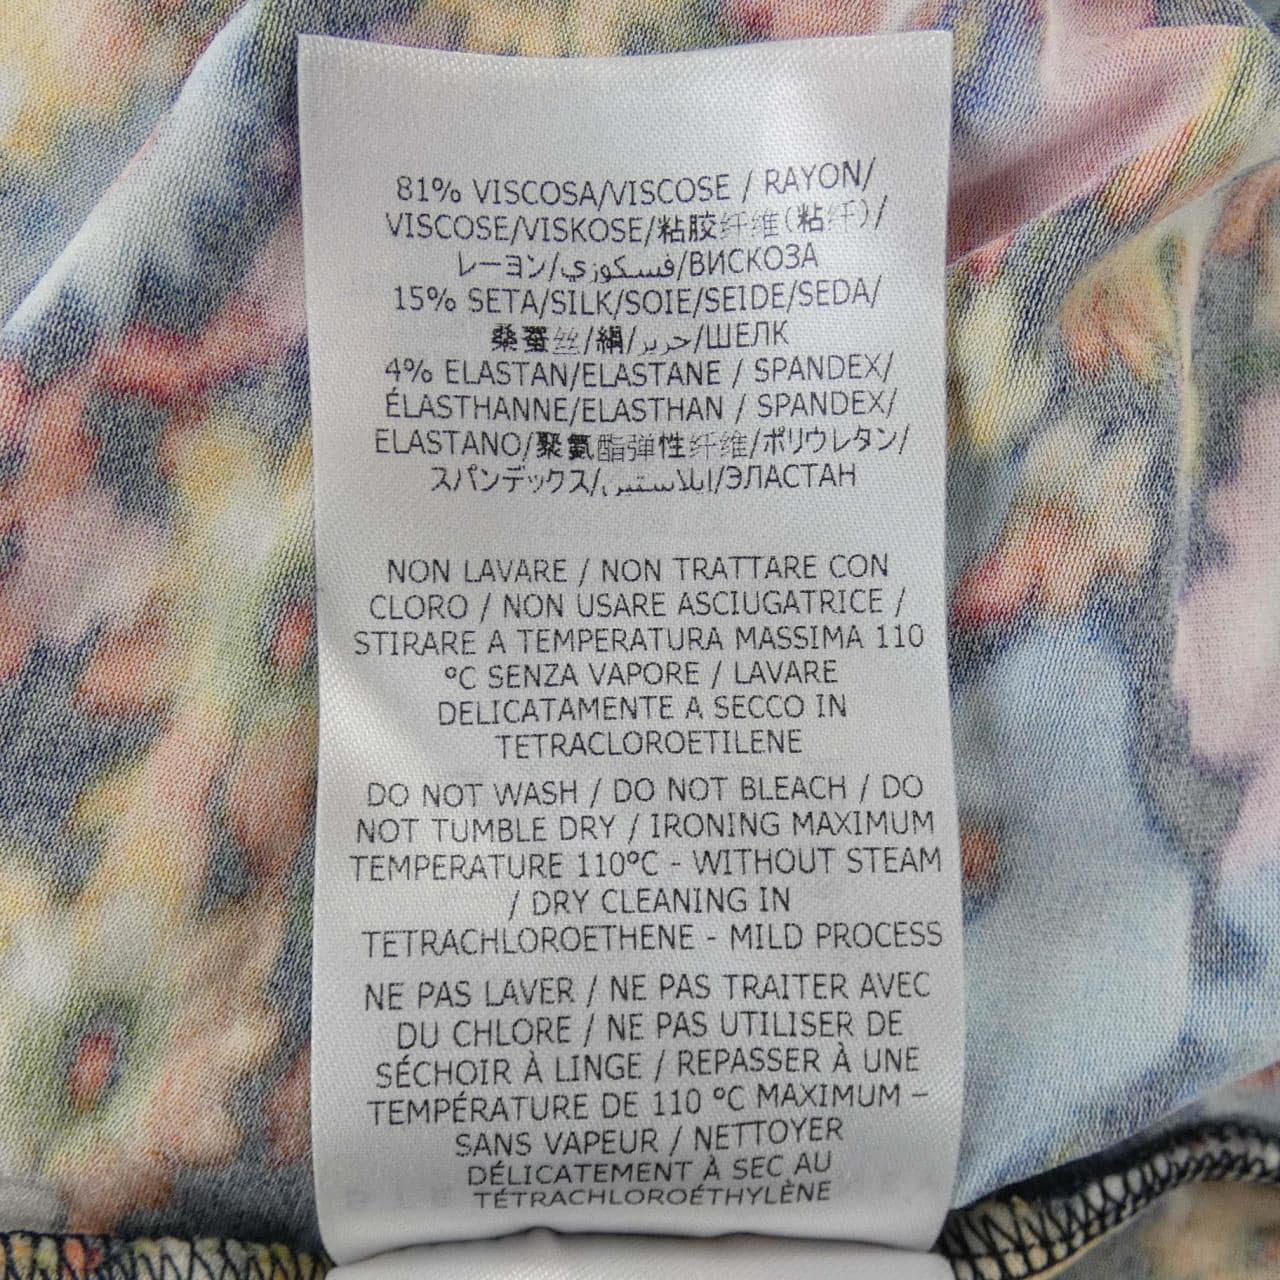 81% VISCOSA/VISCOSE / RAYON/
VISCOSE/VISKOSE/粘胶纤维(粘纤)/
レーヨン/فسكوزي/ВИСКОЗА
15% SETA/SILK/SOIE/SEIDE/SEDA/
桑蚕丝/絹/حرير/ШЕЛК
4% ELASTAN/ELASTANE / SPANDEX/
ÉLASTHANNE/ELASTHAN / SPANDEX/
ELASTANO/聚氨酯弹性纤维/ポリウレタン/
スパンデックス/ايلاستين/ЭЛАСТАН
NON LAVARE / NON TRATTARE CON
CLORO / NON USARE ASCIUGATRICE /
STIRARE A TEMPERATURA MASSIMA 110
°C SENZA VAPORE / LAVARE
DELICATAMENTE A SECCO IN
TETRACLOROETILENE
DO NOT WASH / DO NOT BLEACH / DO
NOT TUMBLE DRY / IRONING MAXIMUM
TEMPERATURE 110°C - WITHOUT STEAM
/ DRY CLEANING IN
TETRACHLOROETHENE - MILD PROCESS
NE PAS LAVER / NE PAS TRAITER AVEC
DU CHLORE / NE PAS UTILISER DE
SÉCHOIR À LINGE / REPASSER À UNE
TEMPÉRATURE DE 110 °C MAXIMUM –
SANS VAPEUR / NETTOYER
DÉLICATEMENT À SEC AU
TÉTRACHLOROÉTHYLÈNE